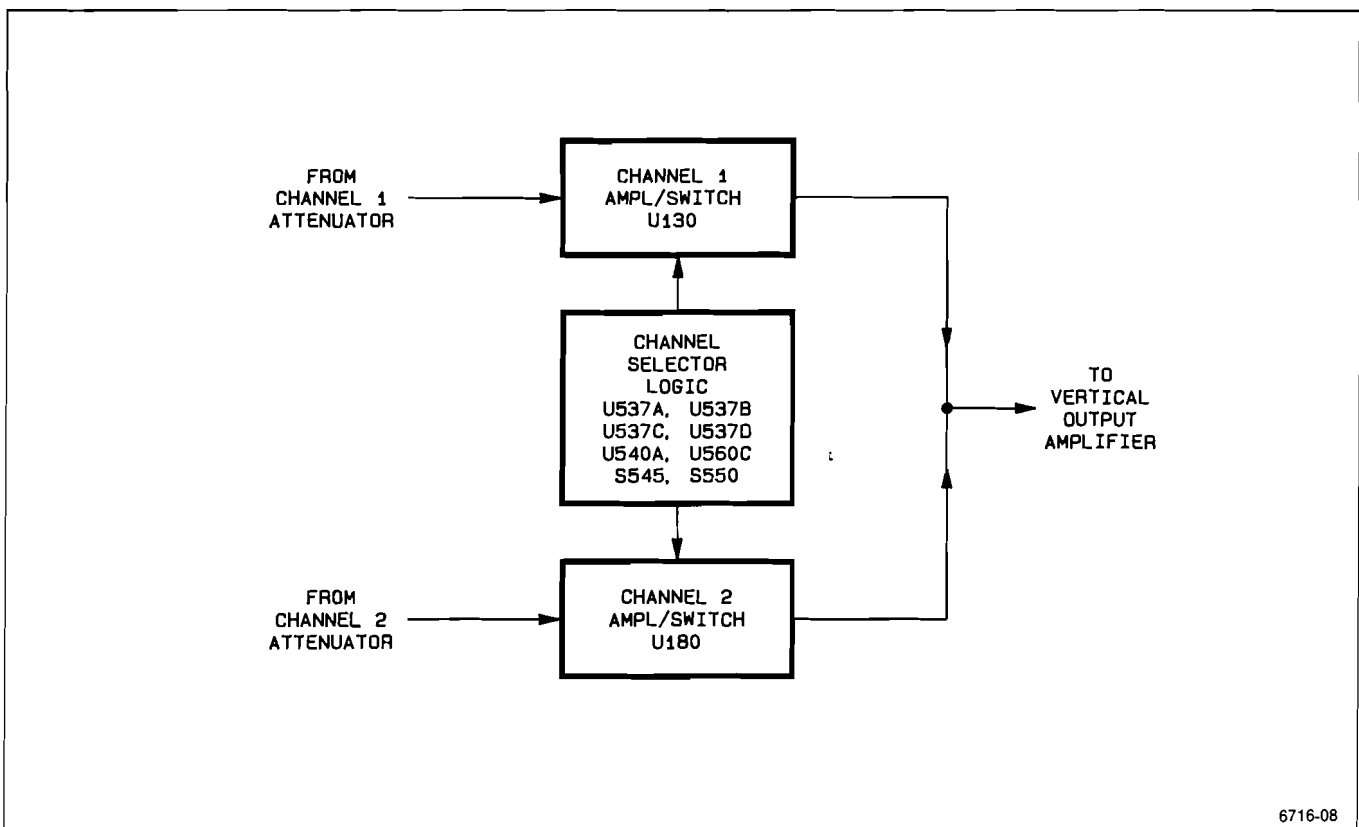 FROM
CHANNEL 1
ATTENUATOR
CHANNEL 1
AMPL/SWITCH
U130
CHANNEL
SELECTOR
LOGIC
U537A, U537B
U537C, U537D
U540A, U560C
S545, S550
TO
VERTICAL
OUTPUT
AMPLIFIER
FROM
CHANNEL 2
ATTENUATOR
CHANNEL 2
AMPL/SWITCH
U180
6716-08